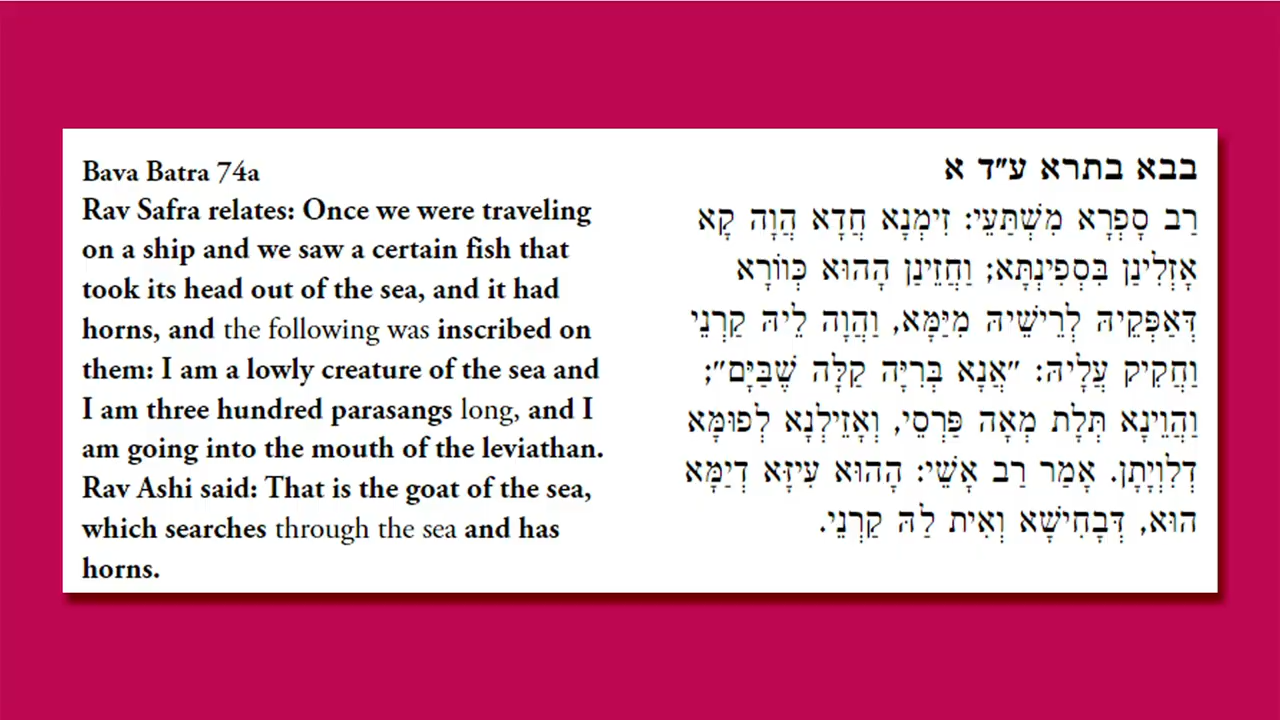 Bava Batra 74a
Rav Safra relates: Once we were traveling
on a ship and we saw a certain fish that
took its head out of the sea, and it had
horns, and the following was inscribed on
them: I am a lowly creature of the sea and
I am three hundred parasangs long, and I
am going into the mouth of the leviathan.
Rav Ashi said: That is the goat of the sea,
which searches through the sea and has
horns.
בבא בתרא ע״ד א
רַב סָפְרָא מִשְׁתַּעֵי: זִימְנָא חֲדָא הֲוָה קָא
אָזְלִינַן בִּסְפִינְתָּא; וַחֲזֵינַן הָהוּא כְּווֹרָא
דְּאַפְּקֵיהּ לְרֵישֵׁיהּ מִיַּמָּא, וַהֲוָה לֵיהּ קַרְנֵי
וַחֲקִיק עֲלָיהּ: ״אֲנָא בְּרִיָּה קַלָּה שֶׁבַּיָּם״;
וְהָוֵינָא תְּלָת מְאָה פַּרְסֵי, וְאָזֵילְנָא לְפוּמָּא
דְלִוְיָתָן. אָמַר רַב אָשֵׁי: הָהוּא עִיזָּא דְיַמָּא
הוּא, דְּבָחִישָׁא וְאִית לַהּ קַרְנֵי.